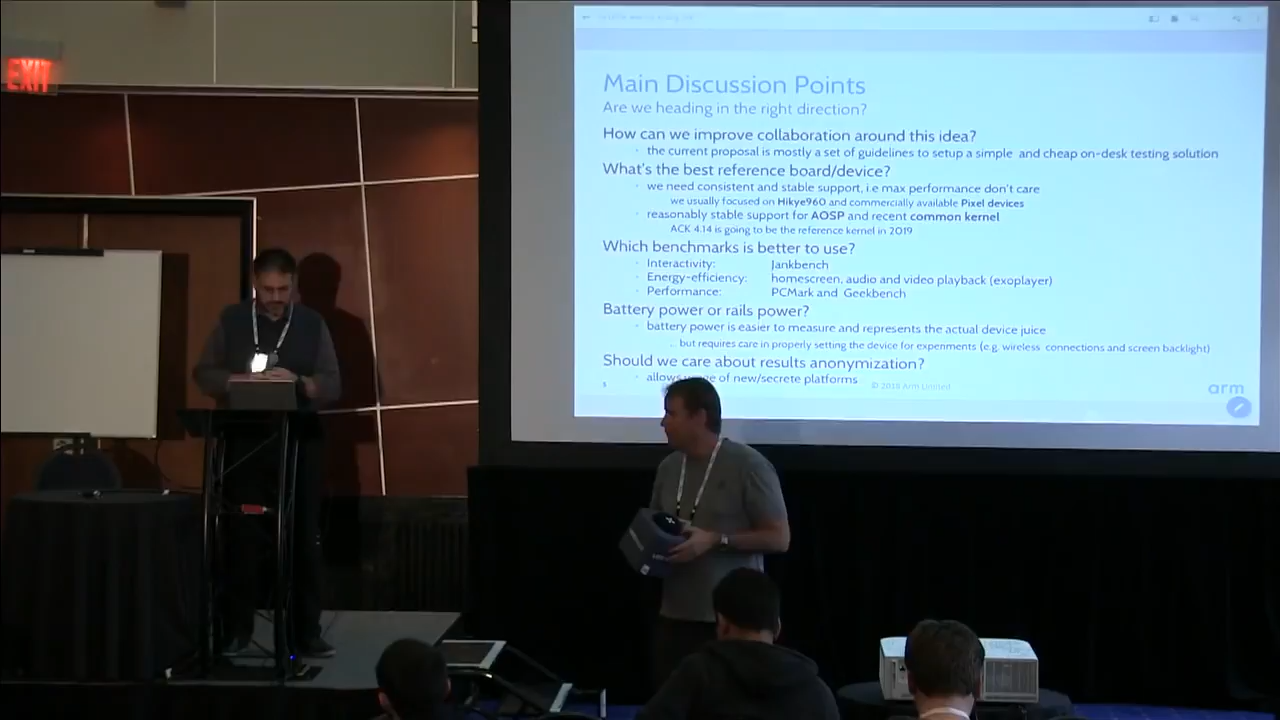 EXIT
Main Discussion Points
Are we heading in the right direction?
How can we improve collaboration around this idea?
the current proposal is mostly a set of guidelines to setup a simple and cheap on-desk testing solution
What's the best reference board/device?
we need consistent and stable support, i.e max performance don't care
we usually focused on Hikye960 and commercially available Pixel devices
reasonably stable support for AOSP and recent common kernel
ACK 4.14 is going to be the reference kernel in 2019
Which benchmarks is better to use?
Interactivity: Jankbench
Energy-efficiency: homescreen, audio and video playback (exoplayer)
Performance: PCMark and Geekbench
Battery power or rails power?
battery power is easier to measure and represents the actual device juice
... but requires care in properly setting the device for experiments (e.g. wireless connections and screen backlight)
Should we care about results anonymization?
allows of new/secrete platforms
5 © 2018 Arm Limited
arm